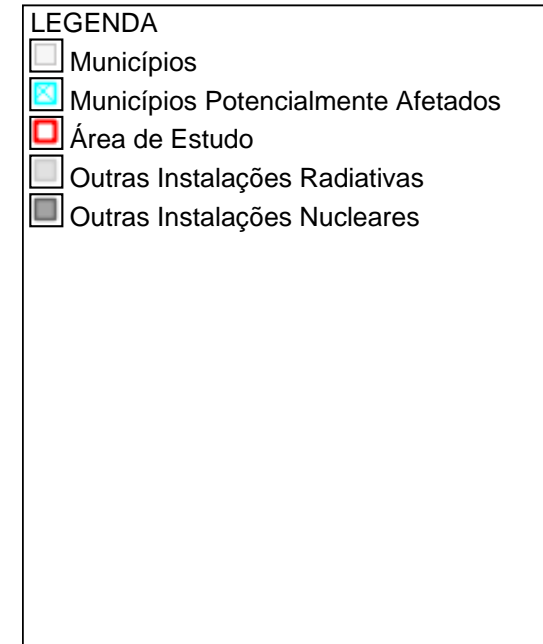 LEGENDA
Municípios
Municípios Potencialmente Afetados
Área de Estudo
Outras Instalações Radiativas
Outras Instalações Nucleares